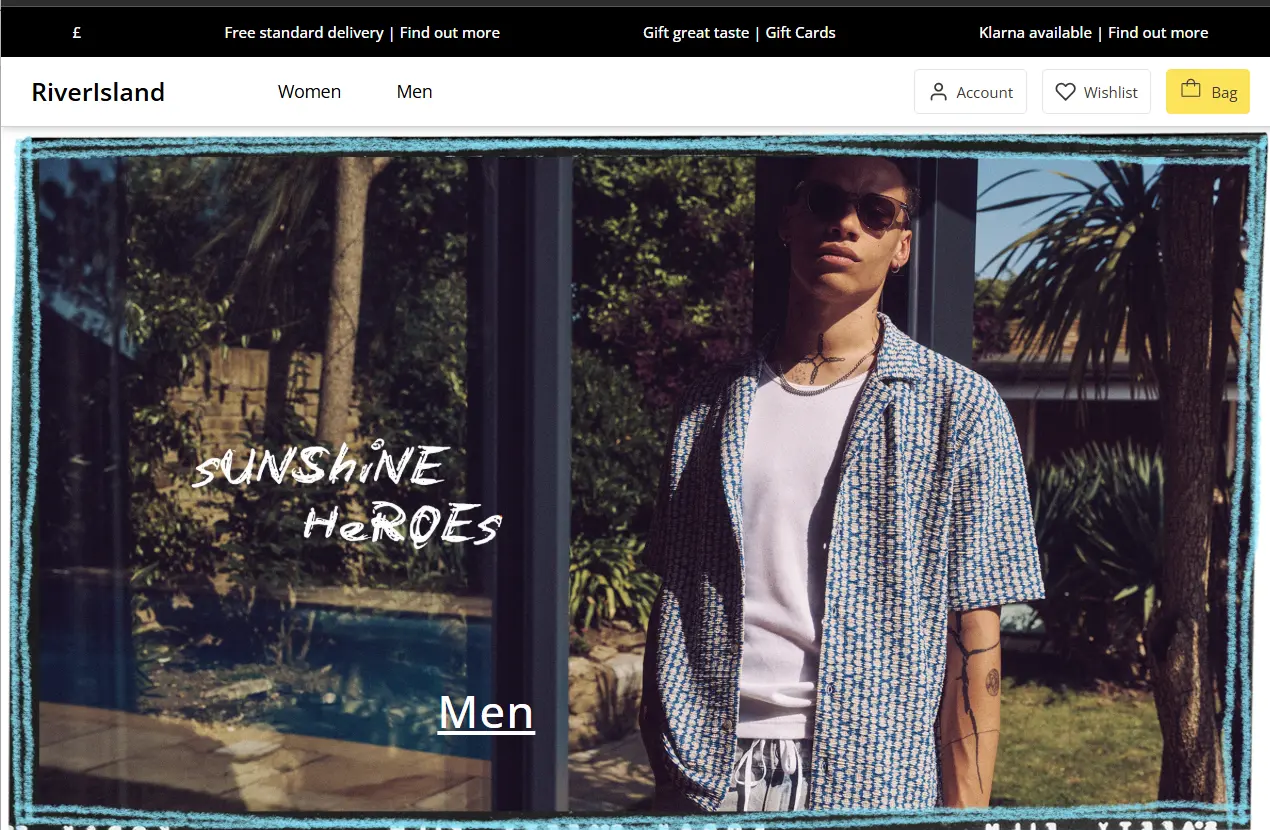 £ Free standard delivery | Find out more Gift great taste | Gift Cards Klarna available | Find out more
RiverIsland Women Men Account Wishlist Bag
sUNShiNE
HeROEs
Men